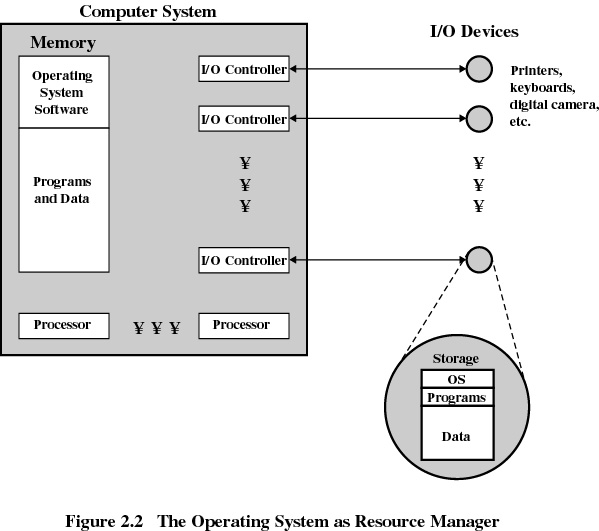 Computer System
I/O Devices
Memory
Operating
System
Software
Programs
and Data
I/O Controller
I/O Controller
¥
¥
¥
I/O Controller
Processor
¥ ¥ ¥
Processor
Printers,
keyboards,
digital camera,
etc.
¥
¥
¥
Storage
OS
Programs
Data
Figure 2.2 The Operating System as Resource Manager